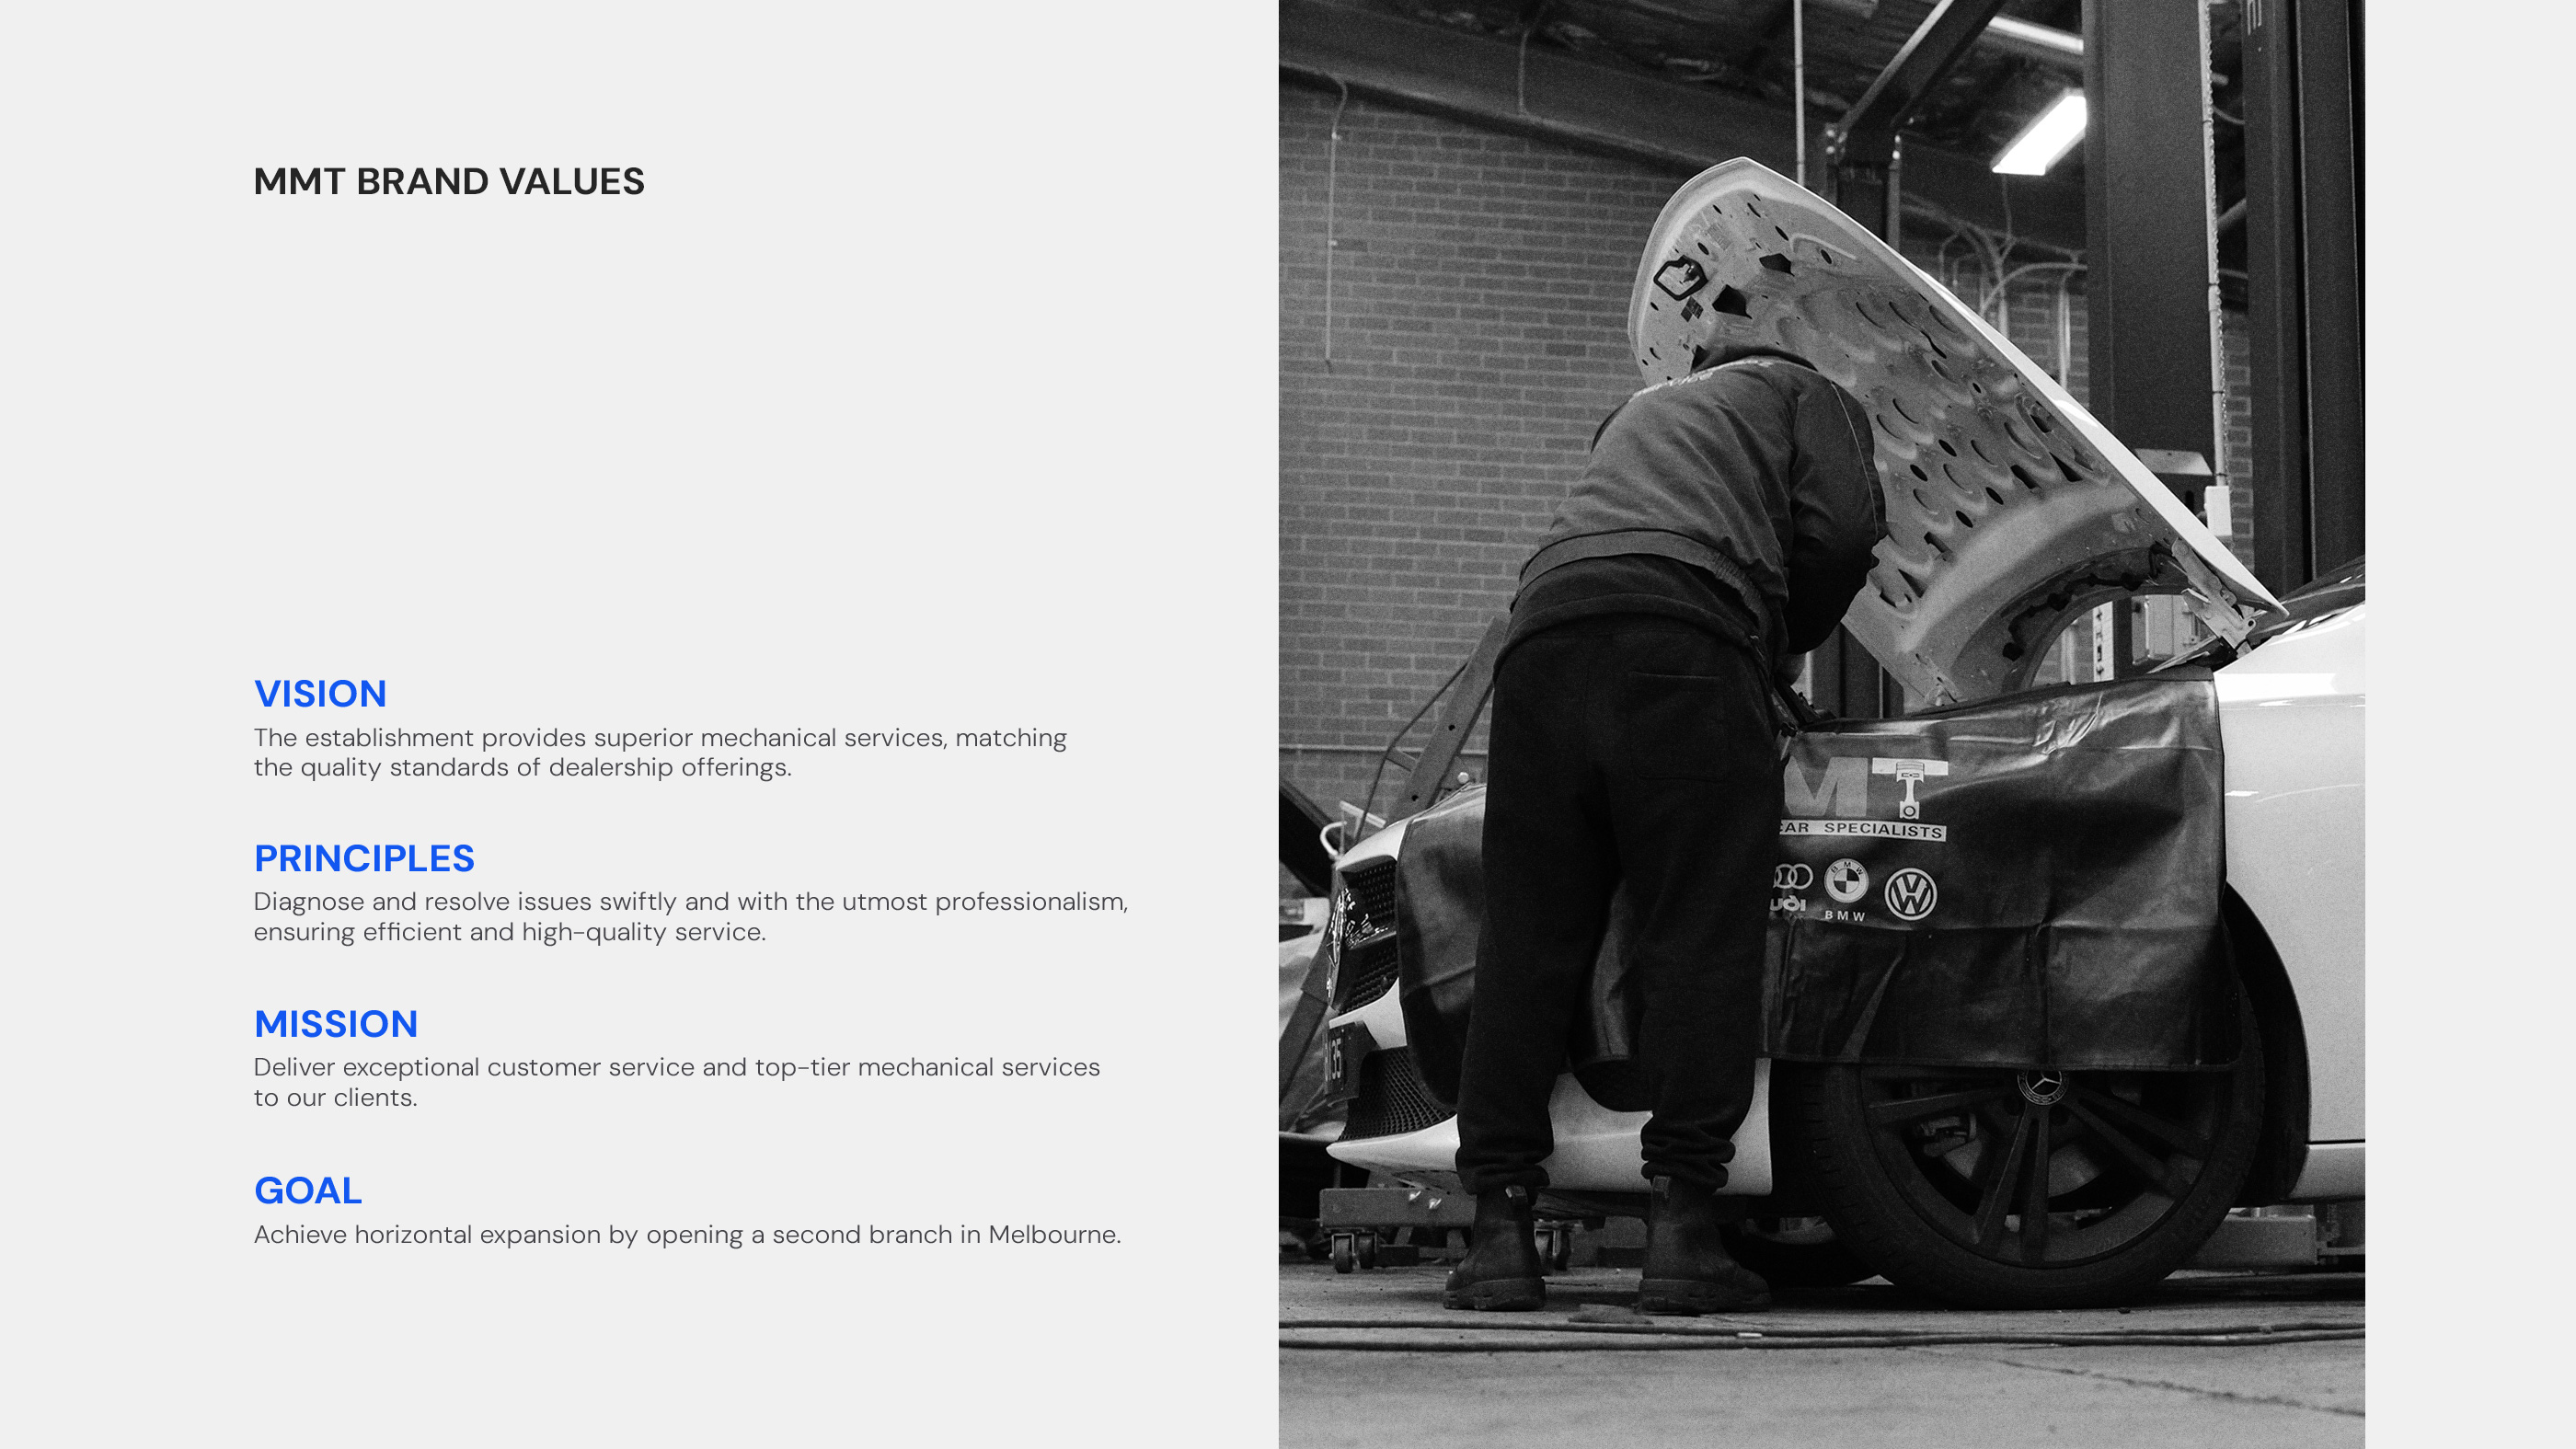 MMT BRAND VALUES
VISION
The establishment provides superior mechanical services, matching
the quality standards of dealership offerings.
PRINCIPLES
Diagnose and resolve issues swiftly and with the utmost professionalism,
ensuring efficient and high-quality service.
MISSION
Deliver exceptional customer service and top-tier mechanical services
to our clients.
GOAL
Achieve horizontal expansion by opening a second branch in Melbourne.
MT
CAR SPECIALISTS
BMW
BMW